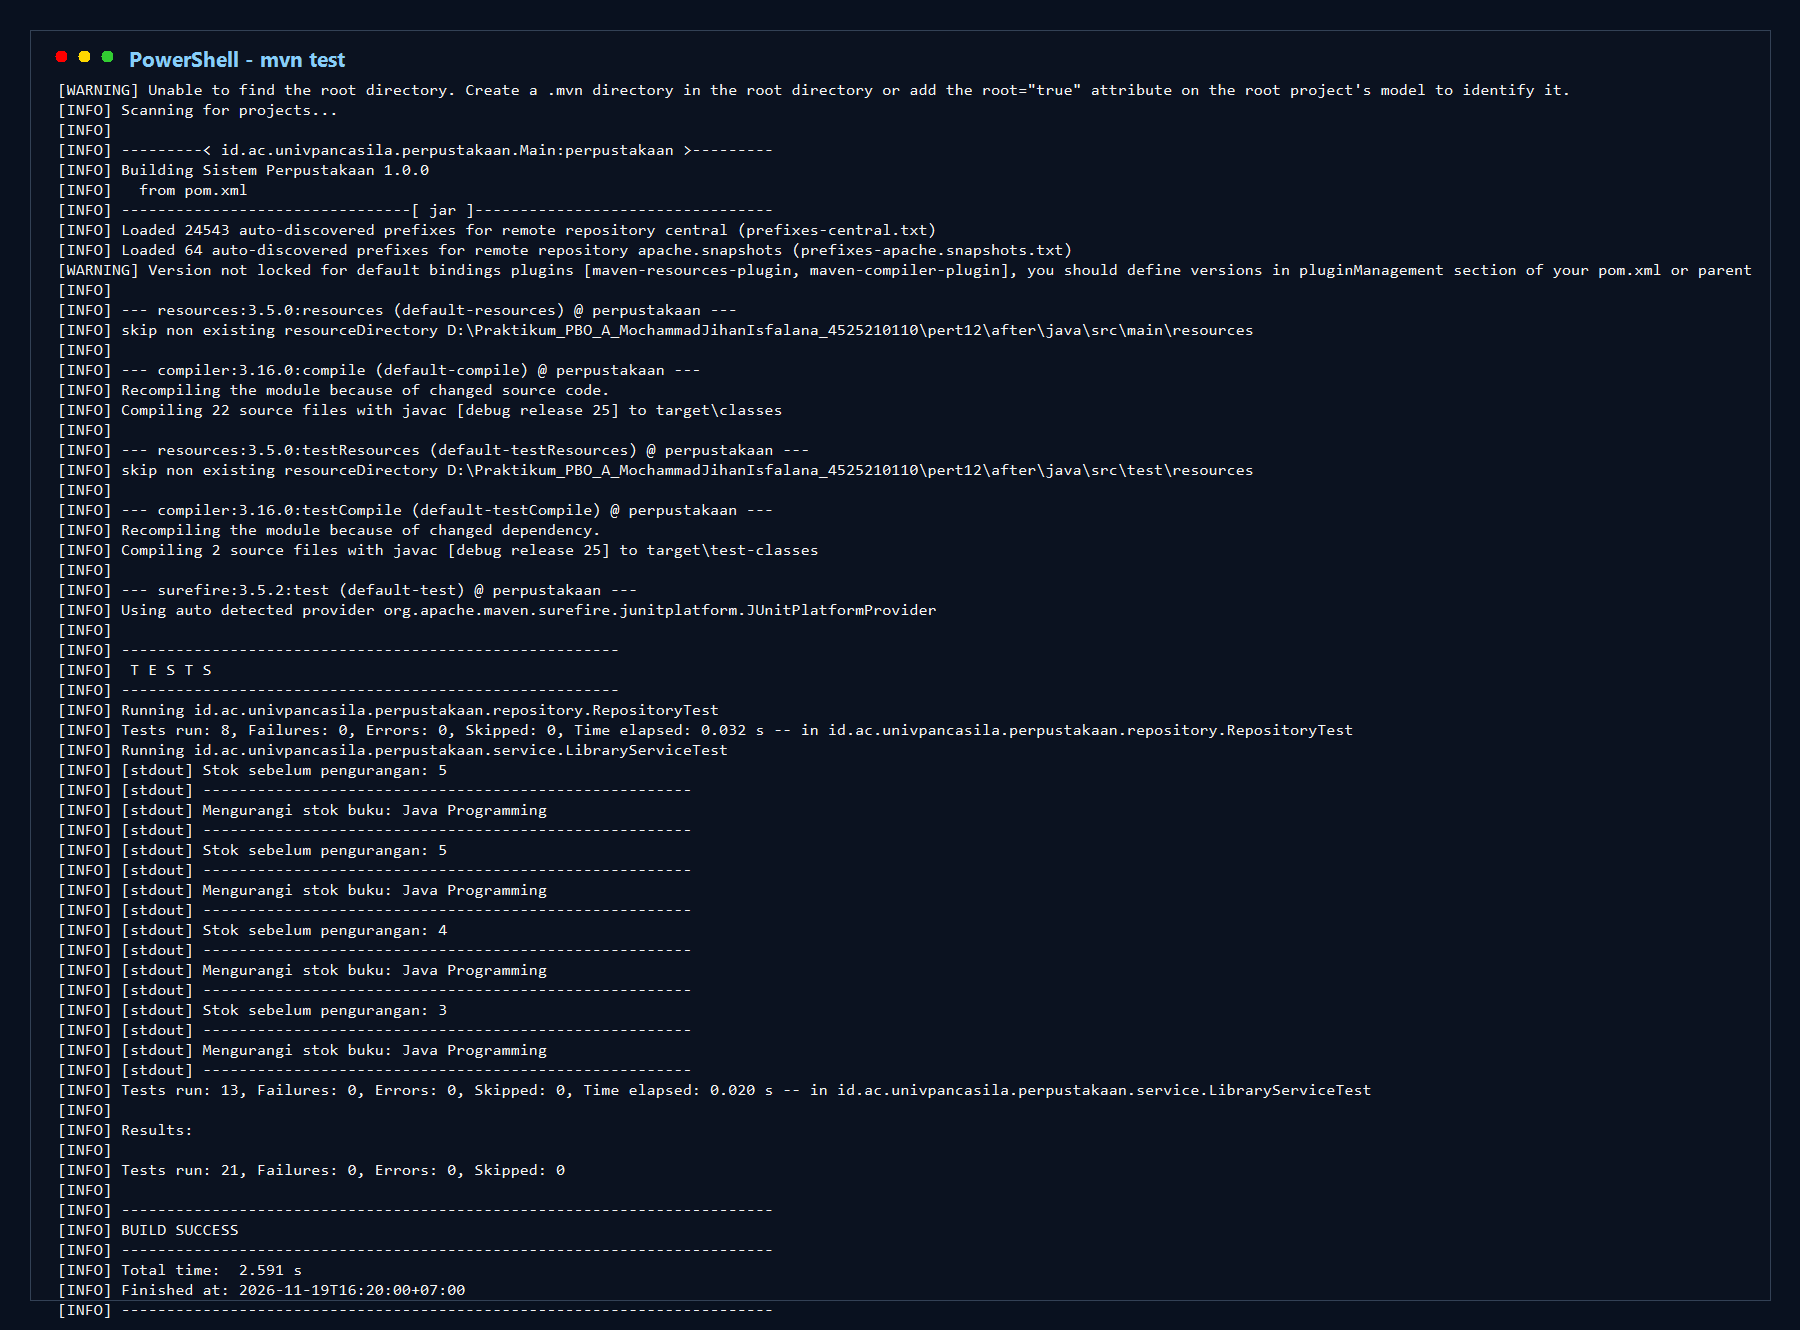 PowerShell - mvn test
[WARNING] Unable to find the root directory. Create a .mvn directory in the root directory or add the root="true" attribute on the root project's model to identify it.
[INFO] Scanning for projects...
[INFO]
[INFO] ---------< id.ac.univpancasila.perpustakaan.Main:perpustakaan >---------
[INFO] Building Sistem Perpustakaan 1.0.0
[INFO]   from pom.xml
[INFO] --------------------------------[ jar ]---------------------------------
[INFO] Loaded 24543 auto-discovered prefixes for remote repository central (prefixes-central.txt)
[INFO] Loaded 64 auto-discovered prefixes for remote repository apache.snapshots (prefixes-apache.snapshots.txt)
[WARNING] Version not locked for default bindings plugins [maven-resources-plugin, maven-compiler-plugin], you should define versions in pluginManagement section of your pom.xml or parent
[INFO]
[INFO] --- resources:3.5.0:resources (default-resources) @ perpustakaan ---
[INFO] skip non existing resourceDirectory D:\Praktikum_PBO_A_MochammadJihanIsfalana_4525210110\pert12\after\java\src\main\resources
[INFO]
[INFO] --- compiler:3.16.0:compile (default-compile) @ perpustakaan ---
[INFO] Recompiling the module because of changed source code.
[INFO] Compiling 22 source files with javac [debug release 25] to target\classes
[INFO]
[INFO] --- resources:3.5.0:testResources (default-testResources) @ perpustakaan ---
[INFO] skip non existing resourceDirectory D:\Praktikum_PBO_A_MochammadJihanIsfalana_4525210110\pert12\after\java\src\test\resources
[INFO]
[INFO] --- compiler:3.16.0:testCompile (default-testCompile) @ perpustakaan ---
[INFO] Recompiling the module because of changed dependency.
[INFO] Compiling 2 source files with javac [debug release 25] to target\test-classes
[INFO]
[INFO] --- surefire:3.5.2:test (default-test) @ perpustakaan ---
[INFO] Using auto detected provider org.apache.maven.surefire.junitplatform.JUnitPlatformProvider
[INFO]
[INFO] -------------------------------------------------------
[INFO]  T E S T S
[INFO] -------------------------------------------------------
[INFO] Running id.ac.univpancasila.perpustakaan.repository.RepositoryTest
[INFO] Tests run: 8, Failures: 0, Errors: 0, Skipped: 0, Time elapsed: 0.032 s -- in id.ac.univpancasila.perpustakaan.repository.RepositoryTest
[INFO] Running id.ac.univpancasila.perpustakaan.service.LibraryServiceTest
[INFO] [stdout] Stok sebelum pengurangan: 5
[INFO] [stdout] ------------------------------------------------------
[INFO] [stdout] Mengurangi stok buku: Java Programming
[INFO] [stdout] ------------------------------------------------------
[INFO] [stdout] Stok sebelum pengurangan: 5
[INFO] [stdout] ------------------------------------------------------
[INFO] [stdout] Mengurangi stok buku: Java Programming
[INFO] [stdout] ------------------------------------------------------
[INFO] [stdout] Stok sebelum pengurangan: 4
[INFO] [stdout] ------------------------------------------------------
[INFO] [stdout] Mengurangi stok buku: Java Programming
[INFO] [stdout] ------------------------------------------------------
[INFO] [stdout] Stok sebelum pengurangan: 3
[INFO] [stdout] ------------------------------------------------------
[INFO] [stdout] Mengurangi stok buku: Java Programming
[INFO] [stdout] ------------------------------------------------------
[INFO] Tests run: 13, Failures: 0, Errors: 0, Skipped: 0, Time elapsed: 0.020 s -- in id.ac.univpancasila.perpustakaan.service.LibraryServiceTest
[INFO]
[INFO] Results:
[INFO]
[INFO] Tests run: 21, Failures: 0, Errors: 0, Skipped: 0
[INFO]
[INFO] ------------------------------------------------------------------------
[INFO] BUILD SUCCESS
[INFO] ------------------------------------------------------------------------
[INFO] Total time:  2.591 s
[INFO] Finished at: 2026-11-19T16:20:00+07:00
[INFO] ------------------------------------------------------------------------